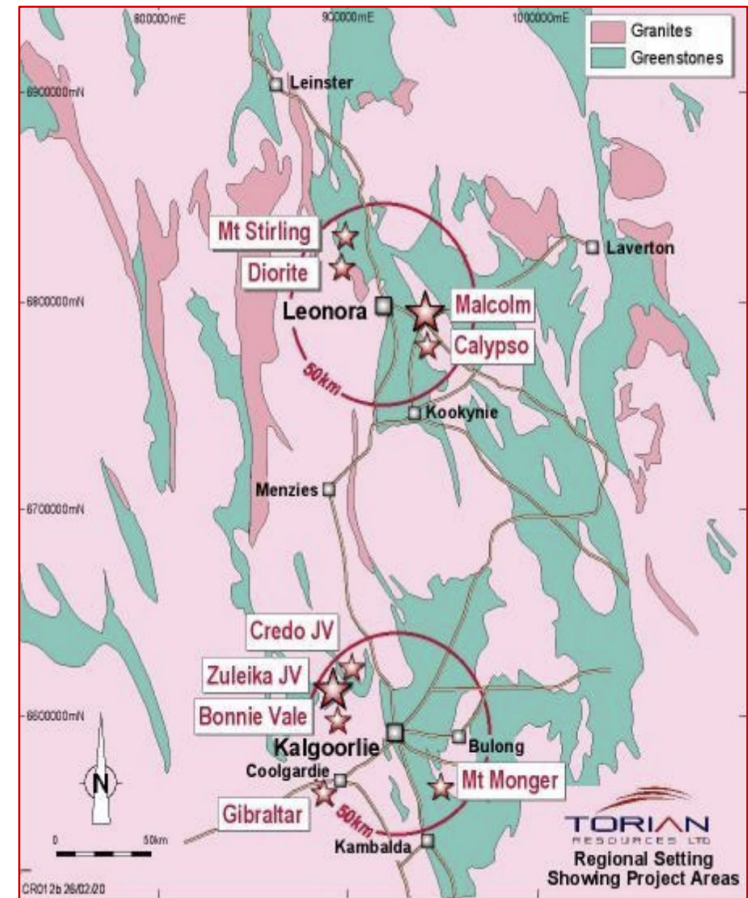 800000mE
900000mE
1000000mE
Granites
Greenstones
6900000mN
Leinster
Mt Stirling
Laverton
Diorite
6800000mN
Leonora
Malcolm
Calypso
50km
Kookynie
Menzies
6700000mN
Credo JV
Zuleika JV
Bonnie Vale
6600000mN
Kalgoorlie
Bulong
N
Coolgardie
Mt Monger
Gibraltar
50km
0 50km
Kambalda
TORIAN
RESOURCES LTD
Regional Setting
Showing Project Areas
CR012b 26/02/20